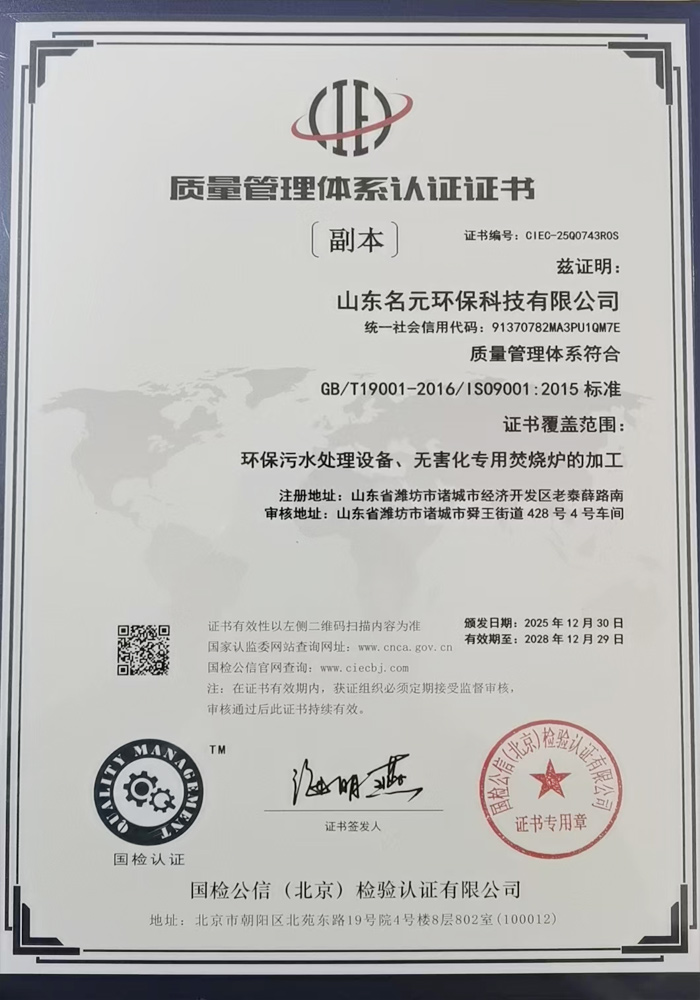 CIEC
质量管理体系认证证书
副本
证书编号：CIEC-25Q0743R0S
兹证明：
山东名元环保科技有限公司
统一社会信用代码：91370782MA3PU1QM7E
质量管理体系符合
GB/T19001-2016/ISO9001:2015 标准
证书覆盖范围：
环保污水处理设备、无害化专用焚烧炉的加工
注册地址：山东省潍坊市诸城市经济开发区老泰薛路南
审核地址：山东省潍坊市诸城市舜王街道 428 号 4 号车间
证书有效性以左侧二维码扫描内容为准
国家认监委网站查询网址：www.cnca.gov.cn
国检公信官网查询：www.ciecbj.com
注：在证书有效期内，获证组织必须定期接受监督审核，
审核通过后此证书持续有效。
颁发日期：2025 年 12 月 30 日
有效期至：2028 年 12 月 29 日
QUALITY MANAGEMENT
TM
国检认证
证书签发人
国检公信(北京)检验认证有限公司
证书专用章
国检公信（北京）检验认证有限公司
地址：北京市朝阳区北苑东路19号院4号楼8层802室(100012)